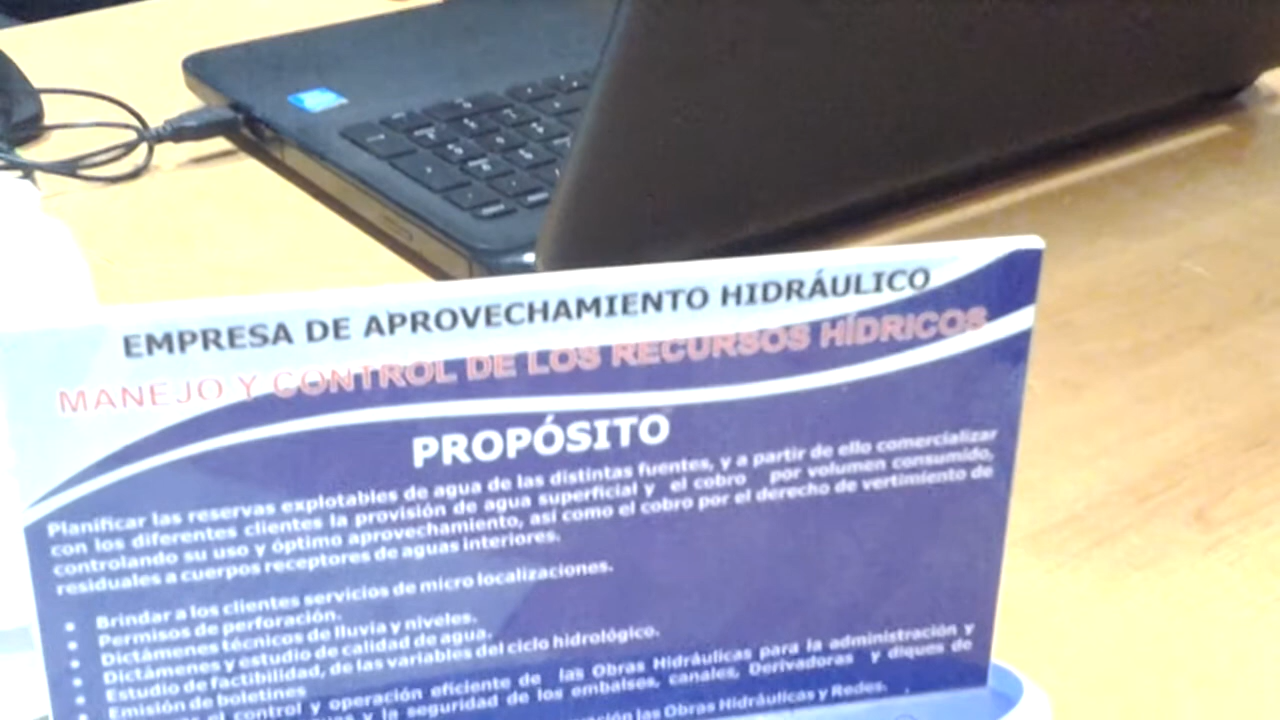 EMPRESA DE APROVECHAMIENTO HIDRÁULICO
MANEJO Y CONTROL DE LOS RECURSOS HÍDRICOS
PROPÓSITO
Planificar las reservas explotables de agua de las distintas fuentes, y a partir de ello comercializar
con los diferentes clientes la provisión de agua superficial y el cobro por volumen consumido,
controlando su uso y óptimo aprovechamiento, así como el cobro por el derecho de vertimiento de
residuales a cuerpos receptores de aguas interiores.
• Brindar a los clientes servicios de micro localizaciones.
• Permisos de perforación.
• Dictámenes técnicos de lluvia y niveles.
• Dictámenes y estudio de calidad de agua.
• Estudio de factibilidad, de las variables del ciclo hidrológico.
• Emisión de boletines
el control y operación eficiente de las Obras Hidráulicas para la administración y
y la seguridad de los embalses, canales, Derivadoras y diques de
las Obras Hidráulicas y Redes.